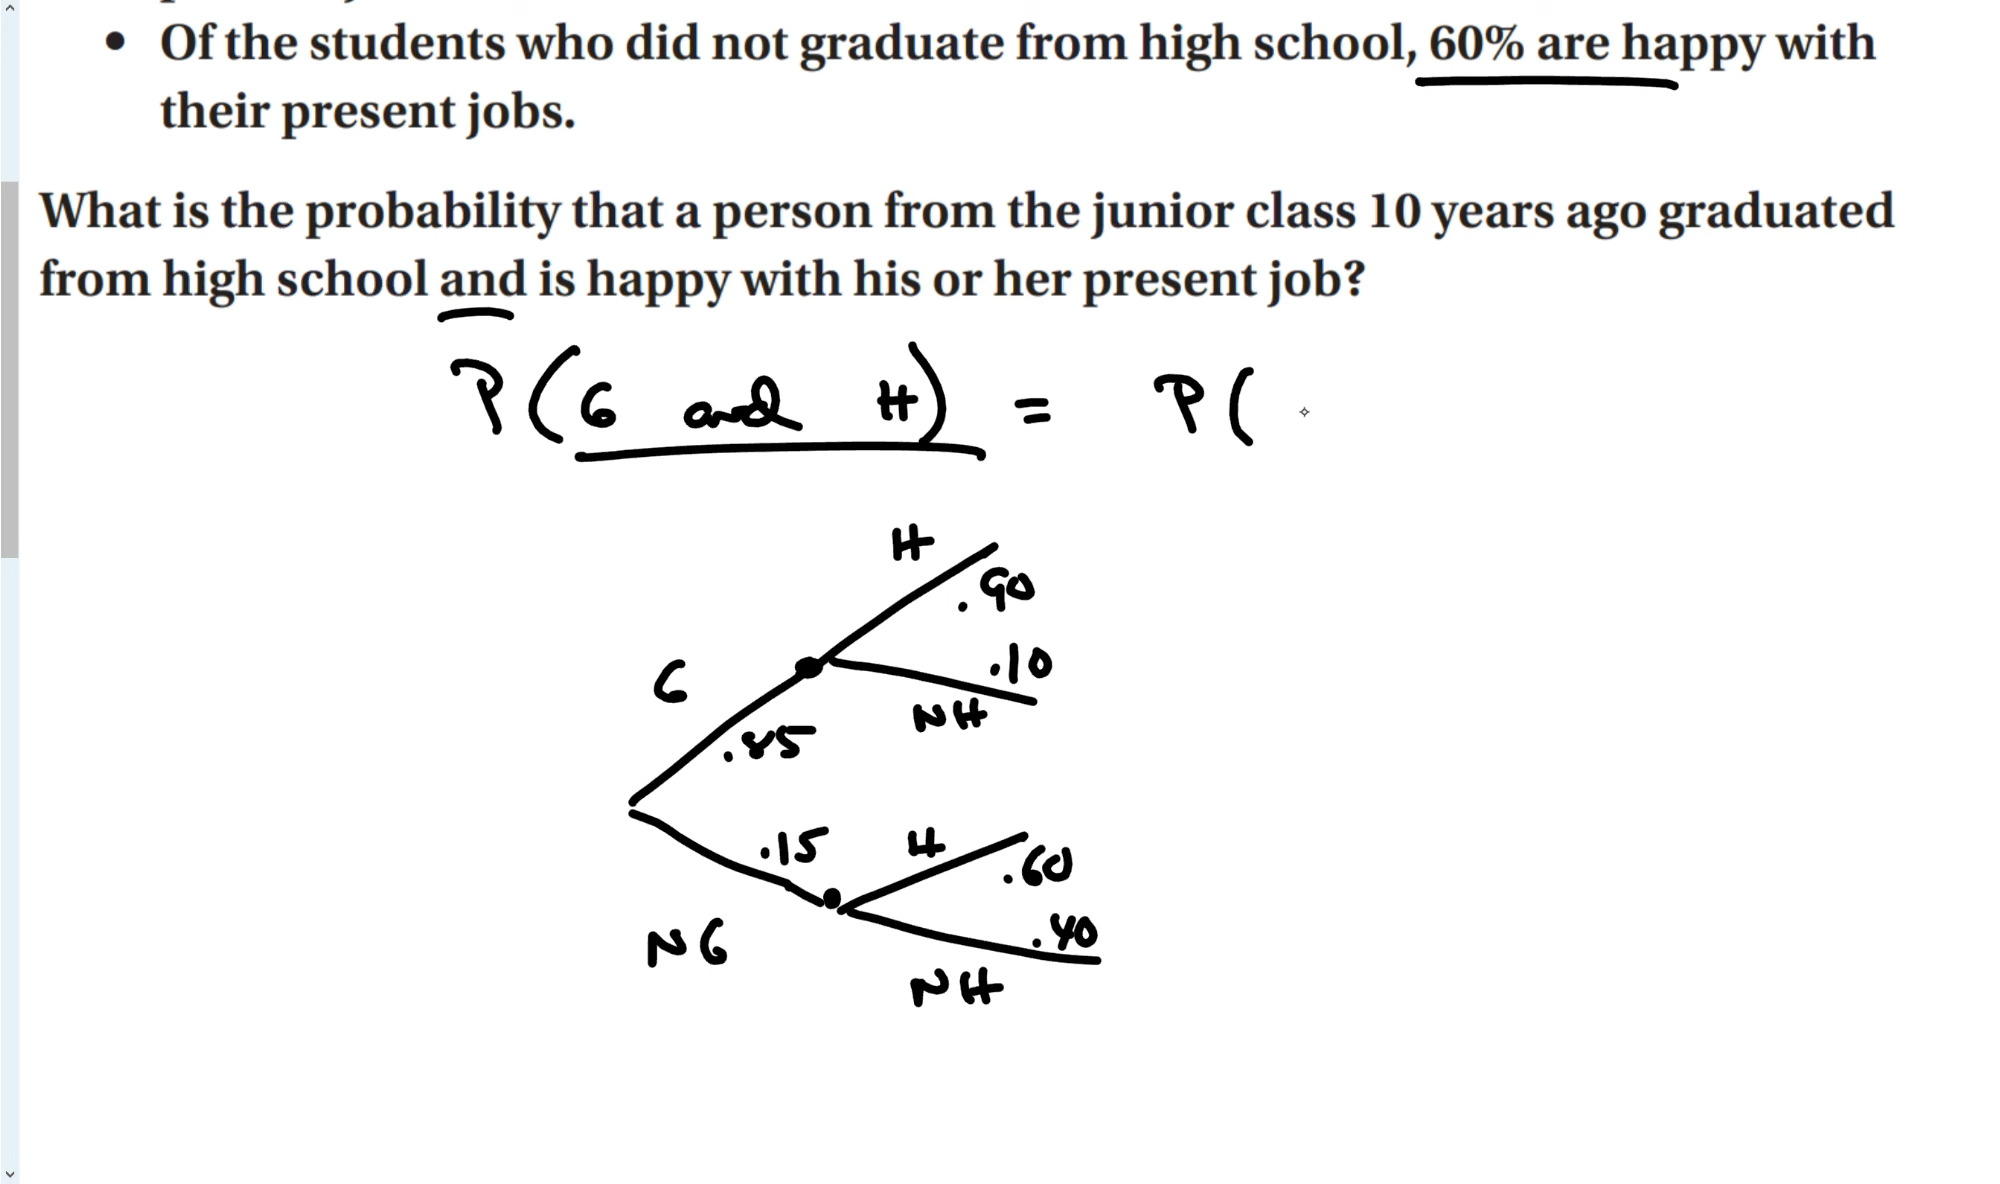 • Of the students who did not graduate from high school, 60% are happy with
their present jobs.
What is the probability that a person from the junior class 10 years ago graduated
from high school and is happy with his or her present job?
P(G and H) = P(
H
.90
G
.10
NH
.85
.15
H
.60
NG
.40
NH